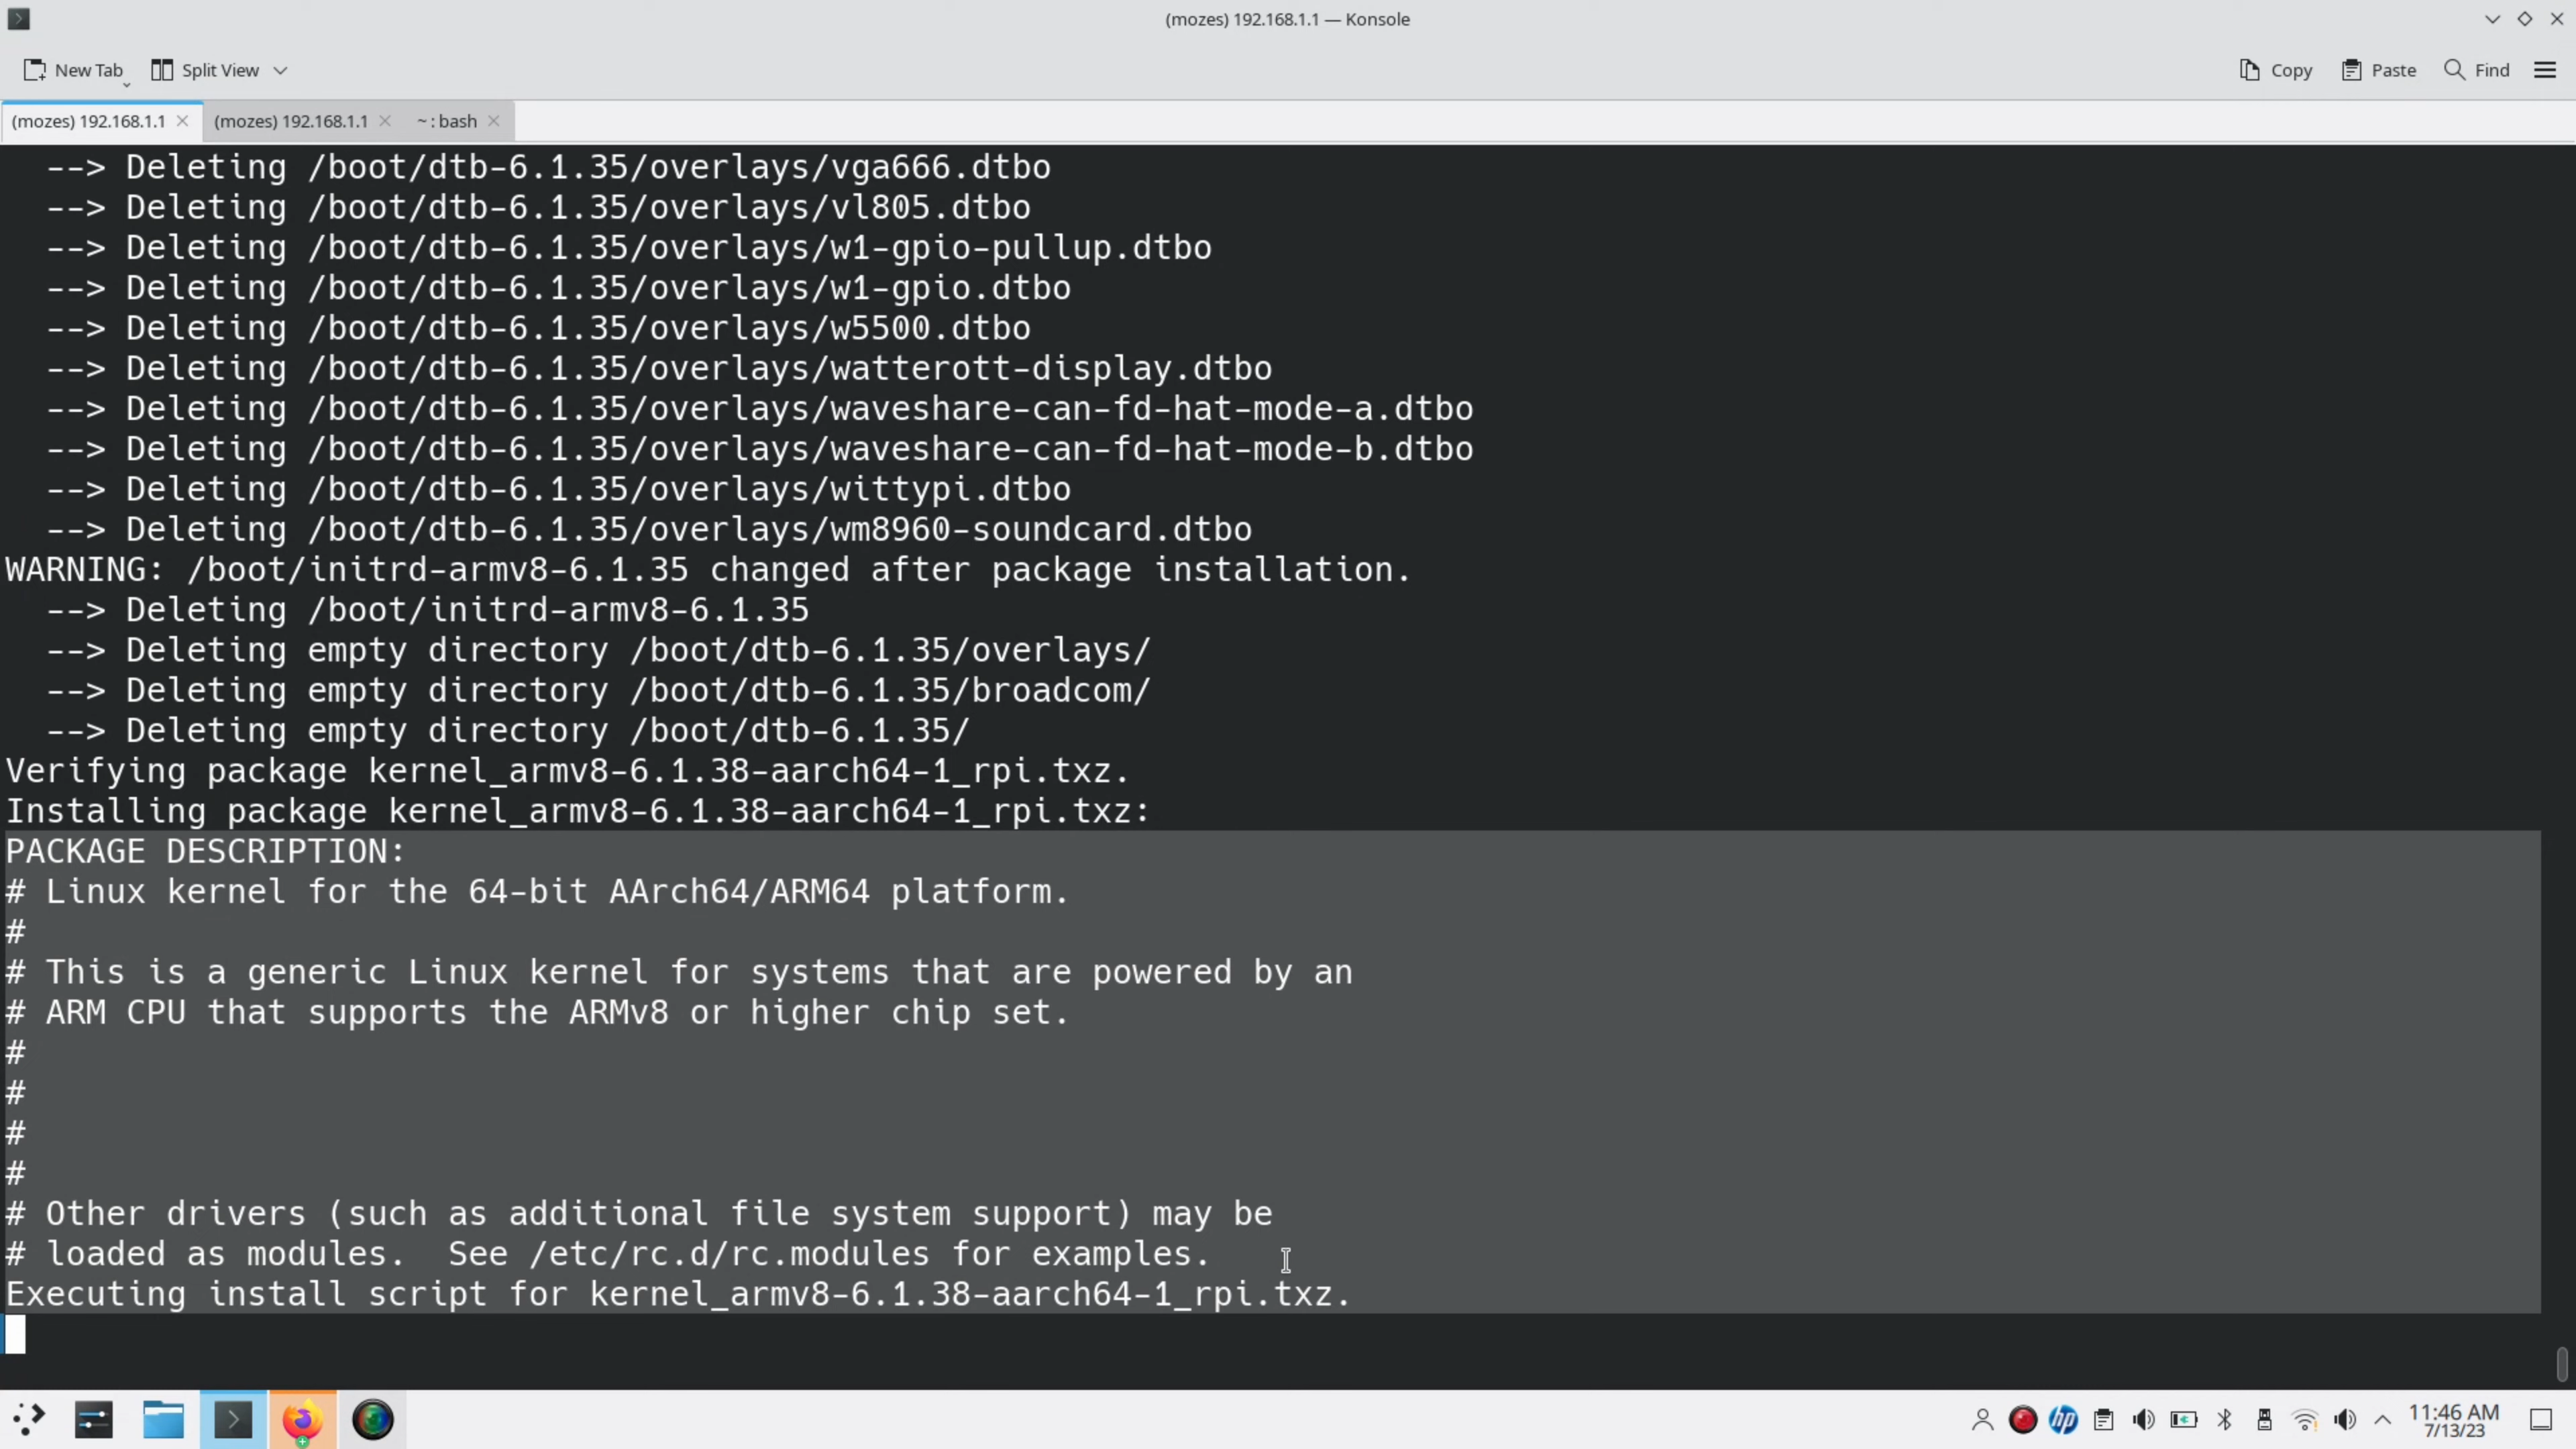 (mozes) 192.168.1.1 — Konsole
New Tab
Split View
Copy
Paste
Find
(mozes) 192.168.1.1
(mozes) 192.168.1.1
~ : bash
--> Deleting /boot/dtb-6.1.35/overlays/vga666.dtbo
--> Deleting /boot/dtb-6.1.35/overlays/vl805.dtbo
--> Deleting /boot/dtb-6.1.35/overlays/w1-gpio-pullup.dtbo
--> Deleting /boot/dtb-6.1.35/overlays/w1-gpio.dtbo
--> Deleting /boot/dtb-6.1.35/overlays/w5500.dtbo
--> Deleting /boot/dtb-6.1.35/overlays/watterott-display.dtbo
--> Deleting /boot/dtb-6.1.35/overlays/waveshare-can-fd-hat-mode-a.dtbo
--> Deleting /boot/dtb-6.1.35/overlays/waveshare-can-fd-hat-mode-b.dtbo
--> Deleting /boot/dtb-6.1.35/overlays/wittypi.dtbo
--> Deleting /boot/dtb-6.1.35/overlays/wm8960-soundcard.dtbo
WARNING: /boot/initrd-armv8-6.1.35 changed after package installation.
--> Deleting /boot/initrd-armv8-6.1.35
--> Deleting empty directory /boot/dtb-6.1.35/overlays/
--> Deleting empty directory /boot/dtb-6.1.35/broadcom/
--> Deleting empty directory /boot/dtb-6.1.35/
Verifying package kernel_armv8-6.1.38-aarch64-1_rpi.txz.
Installing package kernel_armv8-6.1.38-aarch64-1_rpi.txz:
PACKAGE DESCRIPTION:
# Linux kernel for the 64-bit AArch64/ARM64 platform.
#
# This is a generic Linux kernel for systems that are powered by an
# ARM CPU that supports the ARMv8 or higher chip set.
#
#
#
#
# Other drivers (such as additional file system support) may be
# loaded as modules.  See /etc/rc.d/rc.modules for examples.
Executing install script for kernel_armv8-6.1.38-aarch64-1_rpi.txz.
hp
11:46 AM
7/13/23